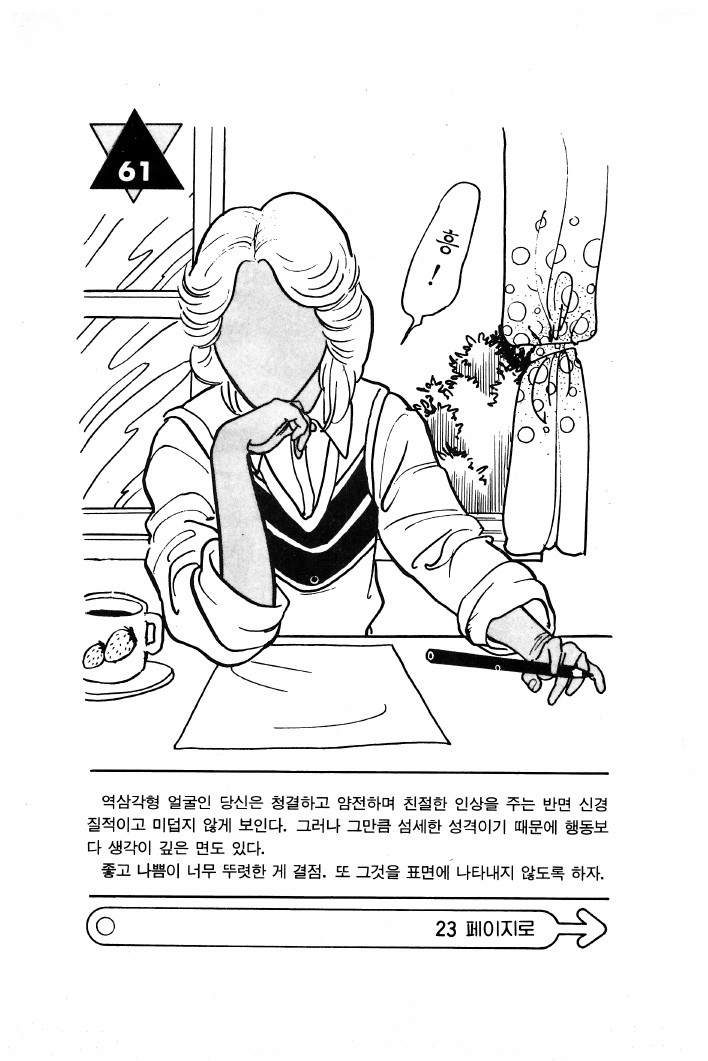 61
흥!
역삼각형 얼굴인 당신은 청결하고 얌전하며 친절한 인상을 주는 반면 신경
질적이고 미덥지 않게 보인다. 그러나 그만큼 섬세한 성격이기 때문에 행동보
다 생각이 깊은 면도 있다.
좋고 나쁨이 너무 뚜렷한 게 결점. 또 그것을 표면에 나타내지 않도록 하자.
23 페이지로